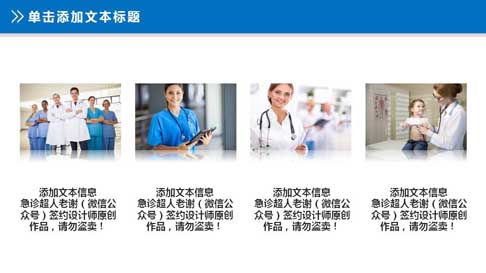 单击添加文本标题
添加文本信息
急诊超人老谢（微信公
众号）签约设计师原创
作品，请勿盗卖！
添加文本信息
急诊超人老谢（微信公
众号）签约设计师原创
作品，请勿盗卖！
添加文本信息
急诊超人老谢（微信公
众号）签约设计师原创
作品，请勿盗卖！
添加文本信息
急诊超人老谢（微信公
众号）签约设计师原创
作品，请勿盗卖！